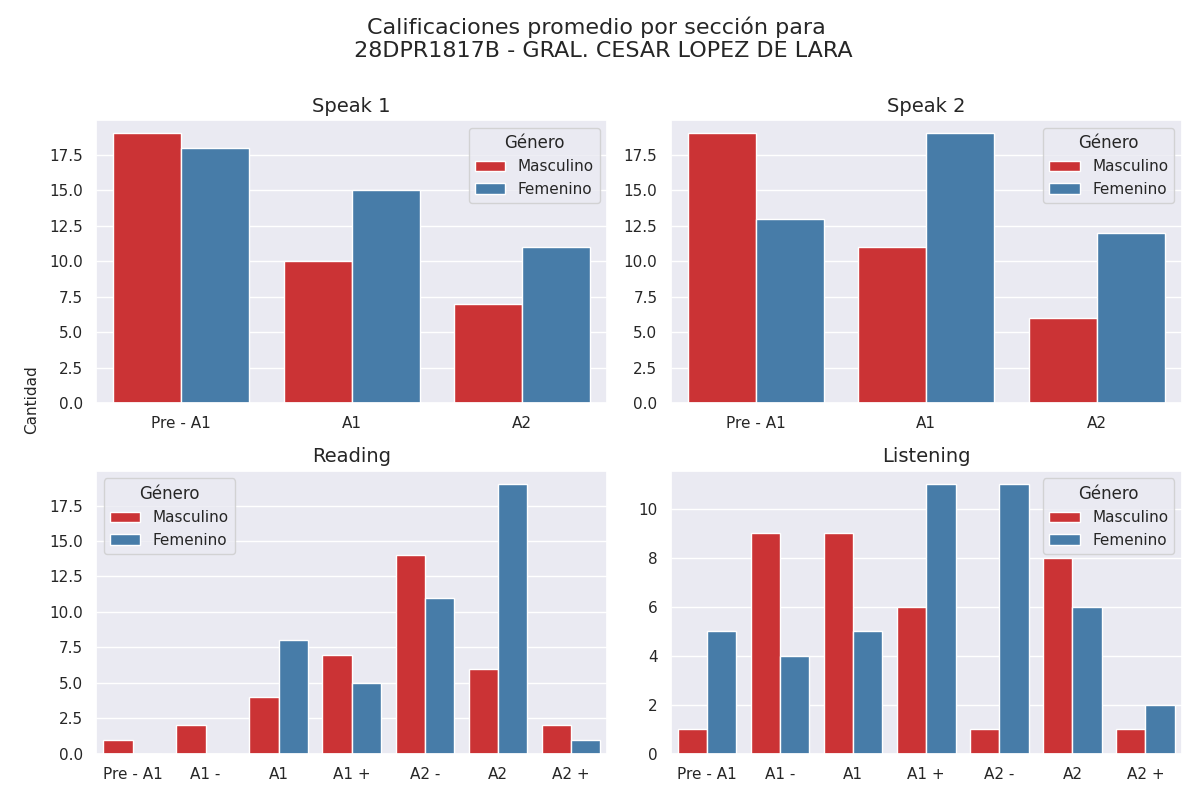 Calificaciones promedio por sección para
28DPR1817B - GRAL. CESAR LOPEZ DE LARA
Speak 1
Speak 2
Género
Masculino
Femenino
Género
Masculino
Femenino
17.5
15.0
12.5
10.0
7.5
5.0
2.5
0.0
17.5
15.0
12.5
10.0
7.5
5.0
2.5
0.0
Pre - A1 A1 A2
Pre - A1 A1 A2
Cantidad
Reading
Listening
Género
Masculino
Femenino
Género
Masculino
Femenino
17.5
15.0
12.5
10.0
7.5
5.0
2.5
0.0
10
8
6
4
2
0
Pre - A1 A1 - A1 A1 + A2 - A2 A2 +
Pre - A1 A1 - A1 A1 + A2 - A2 A2 +